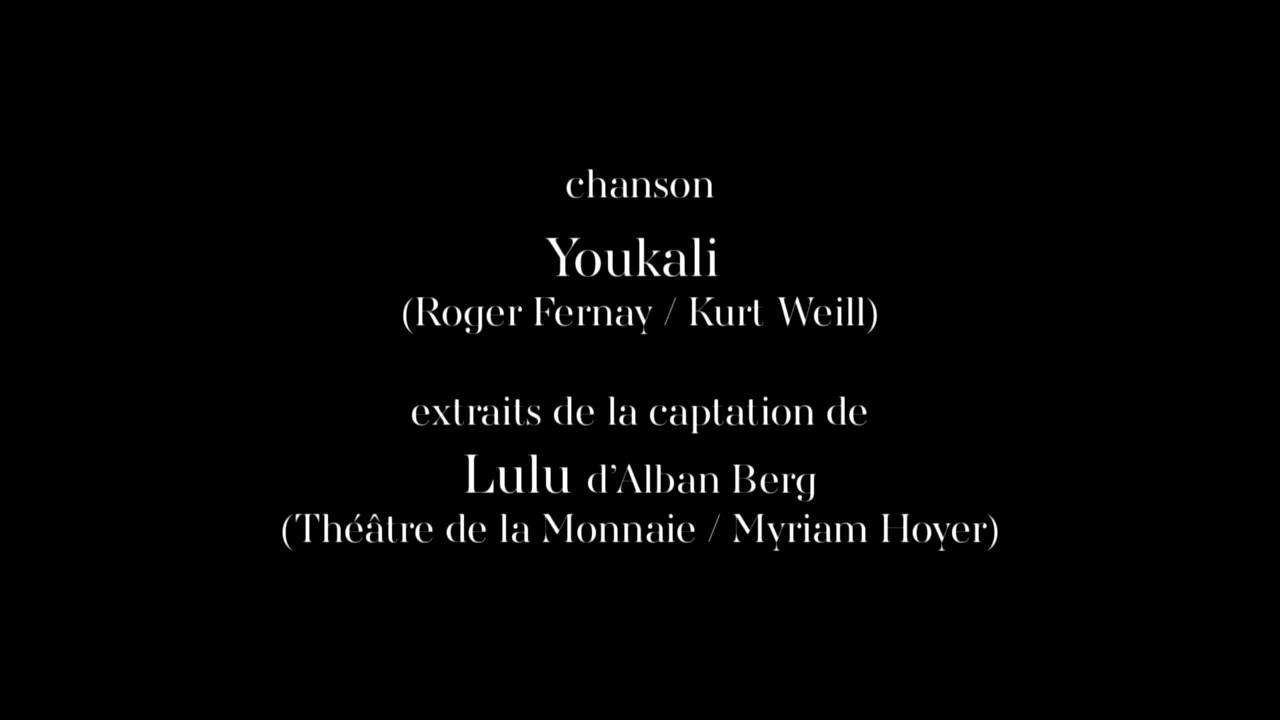 chanson
Youkali
(Roger Fernay / Kurt Weill)
extraits de la captation de
Lulu d’Alban Berg
(Théâtre de la Monnaie / Myriam Hoyer)